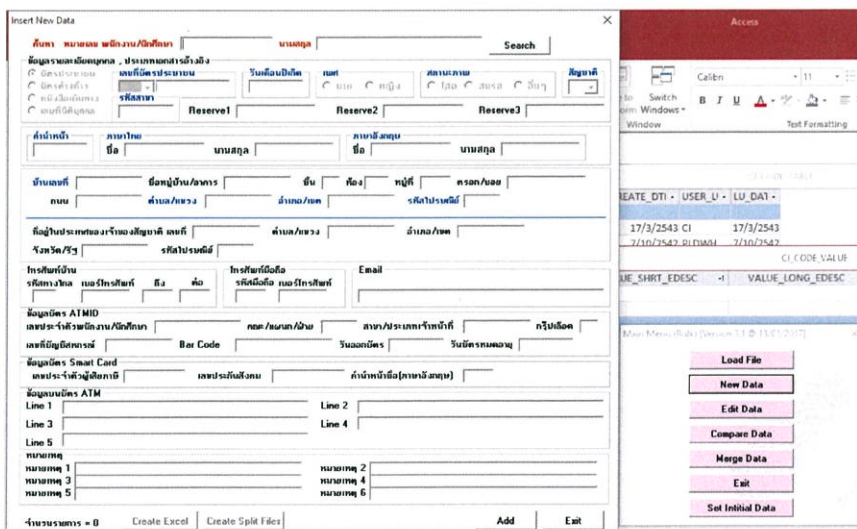 Insert New Data
ค้นหา หมายเลข พนักงาน/นักศึกษา นามสกุล Search
ข้อมูลรายละเอียดบุคคล , ประเภทเอกสารอ้างอิง
บัตรประชาชน
บัตรต่างด้าว
หนังสือเดินทาง
เลขที่นิติบุคคล
เลขที่บัตรประชาชน
รหัสสาขา
วันเดือนปีเกิด
เพศ
ชาย หญิง
สถานะภาพ
โสด สมรส อื่นๆ
สัญชาติ
Reserve1 Reserve2 Reserve3
คำนำหน้า
ภาษาไทย
ชื่อ นามสกุล
ภาษาอังกฤษ
ชื่อ นามสกุล
บ้านเลขที่ ชื่อหมู่บ้าน/อาคาร ชั้น ห้อง หมู่ที่ ตรอก/ซอย
ถนน ตำบล/แขวง อำเภอ/เขต รหัสไปรษณีย์
ที่อยู่ในประเทศของเจ้าของสัญชาติ เลขที่ ตำบล/แขวง อำเภอ/เขต
จังหวัด/รัฐ รหัสไปรษณีย์
โทรศัพท์บ้าน
รหัสทางไกล เบอร์โทรศัพท์ ถึง ต่อ
โทรศัพท์มือถือ
รหัสมือถือ เบอร์โทรศัพท์
Email
ข้อมูลบัตร ATMID
เลขประจำตัวพนักงาน/นักศึกษา คณะ/แผนก/ฝ่าย สาขา/ประเภทเจ้าหน้าที่ กรุ๊ปเลือด
เลขที่บัญชีสหกรณ์ Bar Code วันออกบัตร วันบัตรหมดอายุ
ข้อมูลบัตร Smart Card
เลขประจำตัวผู้เสียภาษี เลขประกันสังคม คำนำหน้าชื่อ(ภาษาอังกฤษ)
ข้อมูลบนบัตร ATM
Line 1 Line 2
Line 3 Line 4
Line 5
หมายเหตุ
หมายเหตุ 1 หมายเหตุ 2
หมายเหตุ 3 หมายเหตุ 4
หมายเหตุ 5 หมายเหตุ 6
จำนวนรายการ = 0 Create Excel Create Split Files Add Exit
Access
Switch
Windows
Window
Calibri 11
B I U A
Text Formatting
REATE_DTI USER_LI LU_DAT
17/3/2543 CI 17/3/2543
7/10/2542 7/10/2542
CI_CODE_VALUE
UE_SHRT_EDESC VALUE_LONG_EDESC
Load File
New Data
Edit Data
Compare Data
Merge Data
Exit
Set Intitial Data